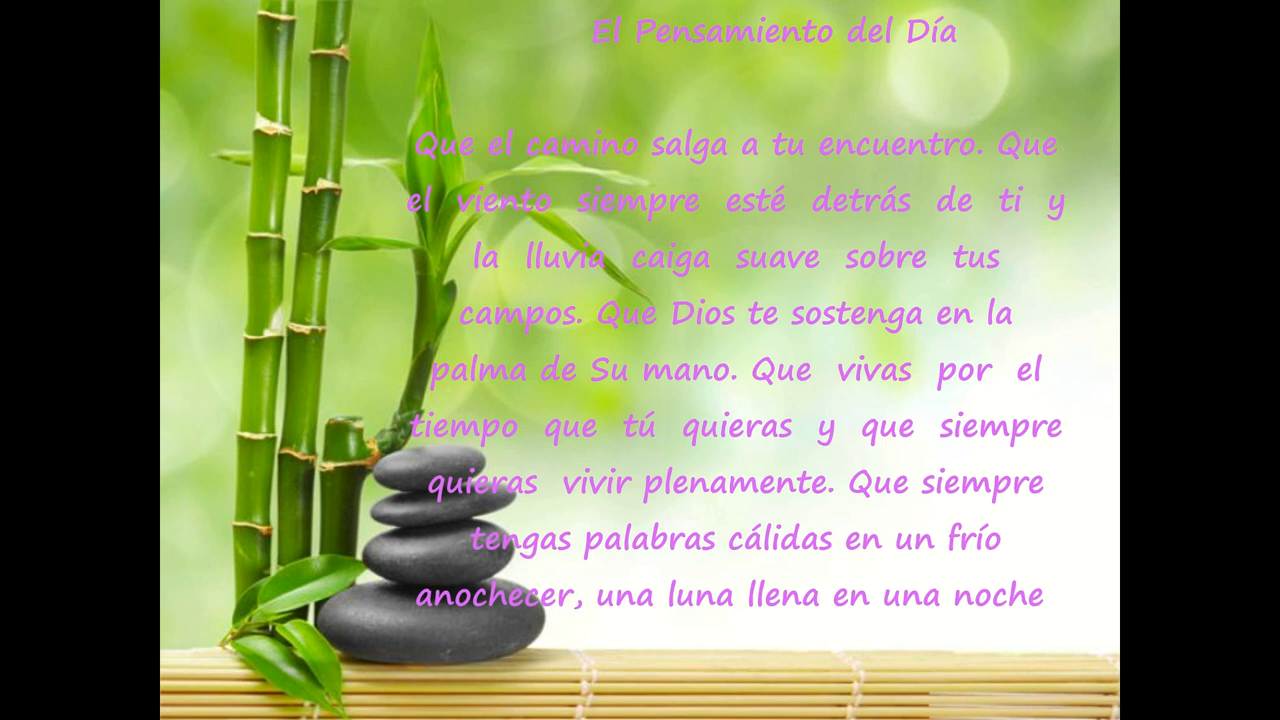 El Pensamiento del Día
Que el camino salga a tu encuentro. Que
el viento siempre esté detrás de ti y
la lluvia caiga suave sobre tus
campos. Que Dios te sostenga en la
palma de Su mano. Que vivas por el
tiempo que tú quieras y que siempre
quieras vivir plenamente. Que siempre
tengas palabras cálidas en un frío
anochecer, una luna llena en una noche